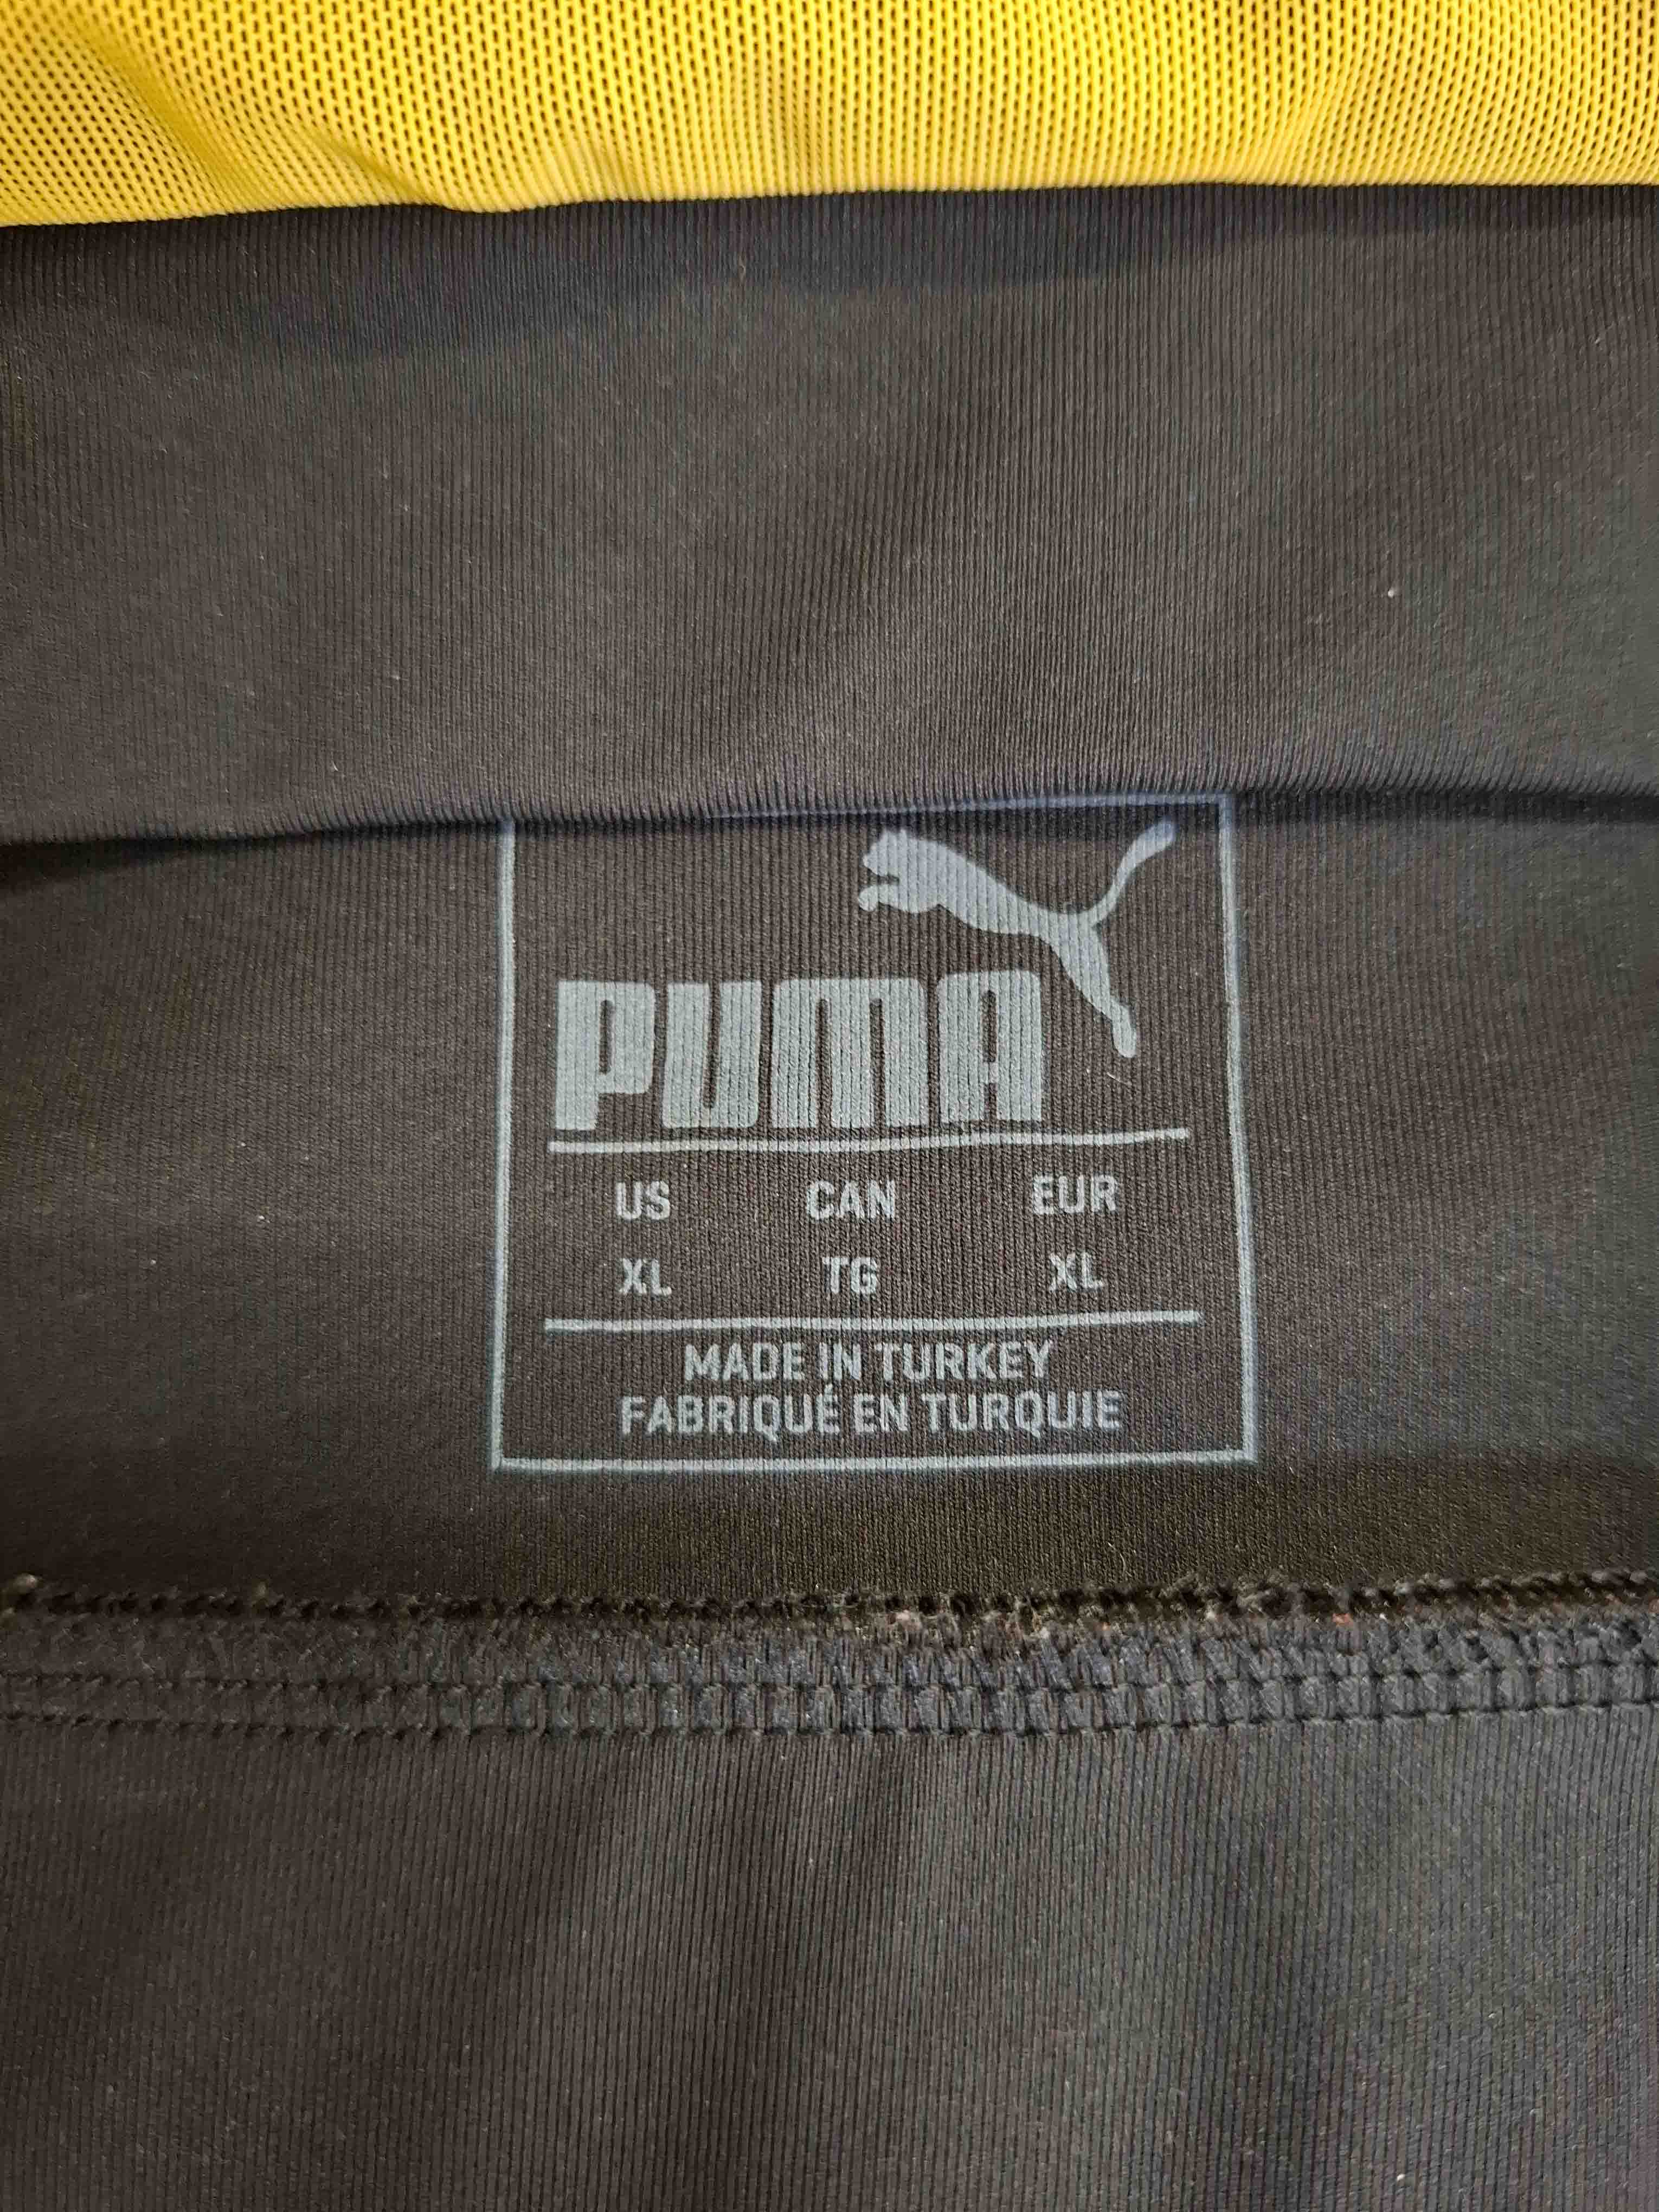 PUMA
US CAN EUR
XL TG XL
MADE IN TURKEY
FABRIQUÉ EN TURQUIE